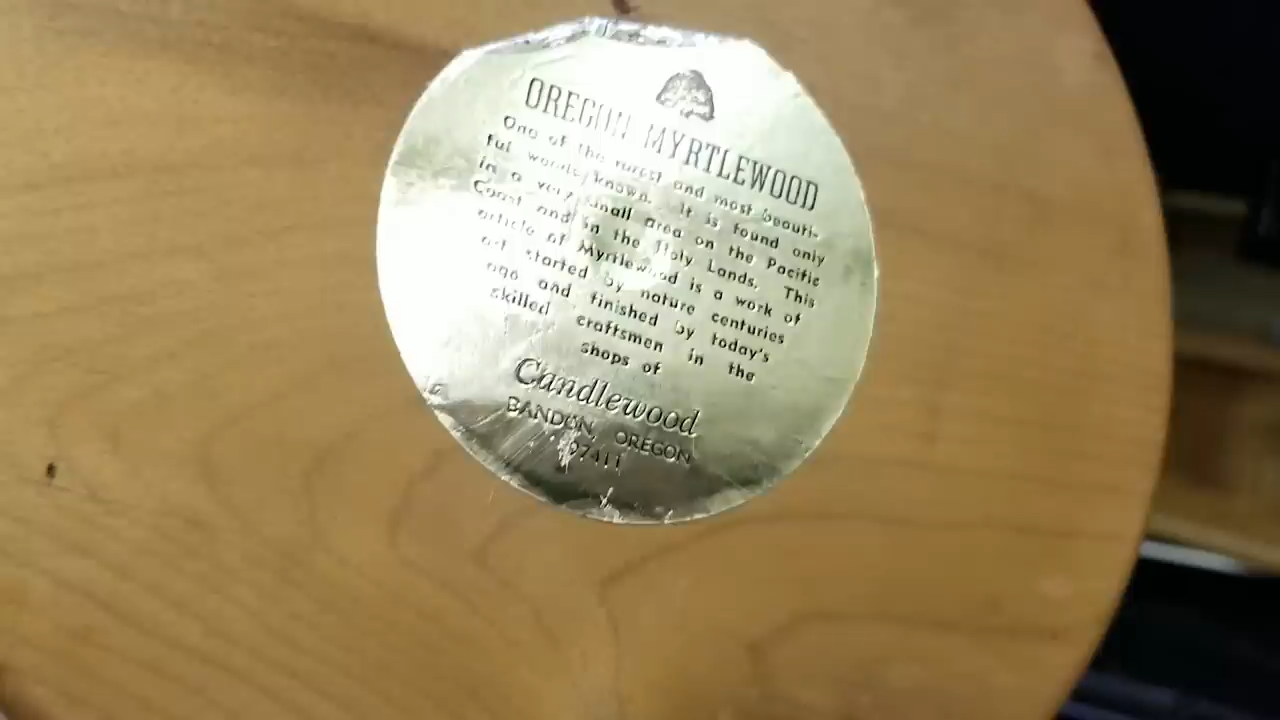 OREGON MYRTLEWOOD
One of the rarest and most beauti-
ful woods known. It is found only
in a very small area on the Pacific
Coast and in the Holy Lands. This
article of Myrtlewood is a work of
art started by nature centuries
ago and finished by today's
skilled craftsmen in the
shops of
Candlewood
BANDON, OREGON
97411